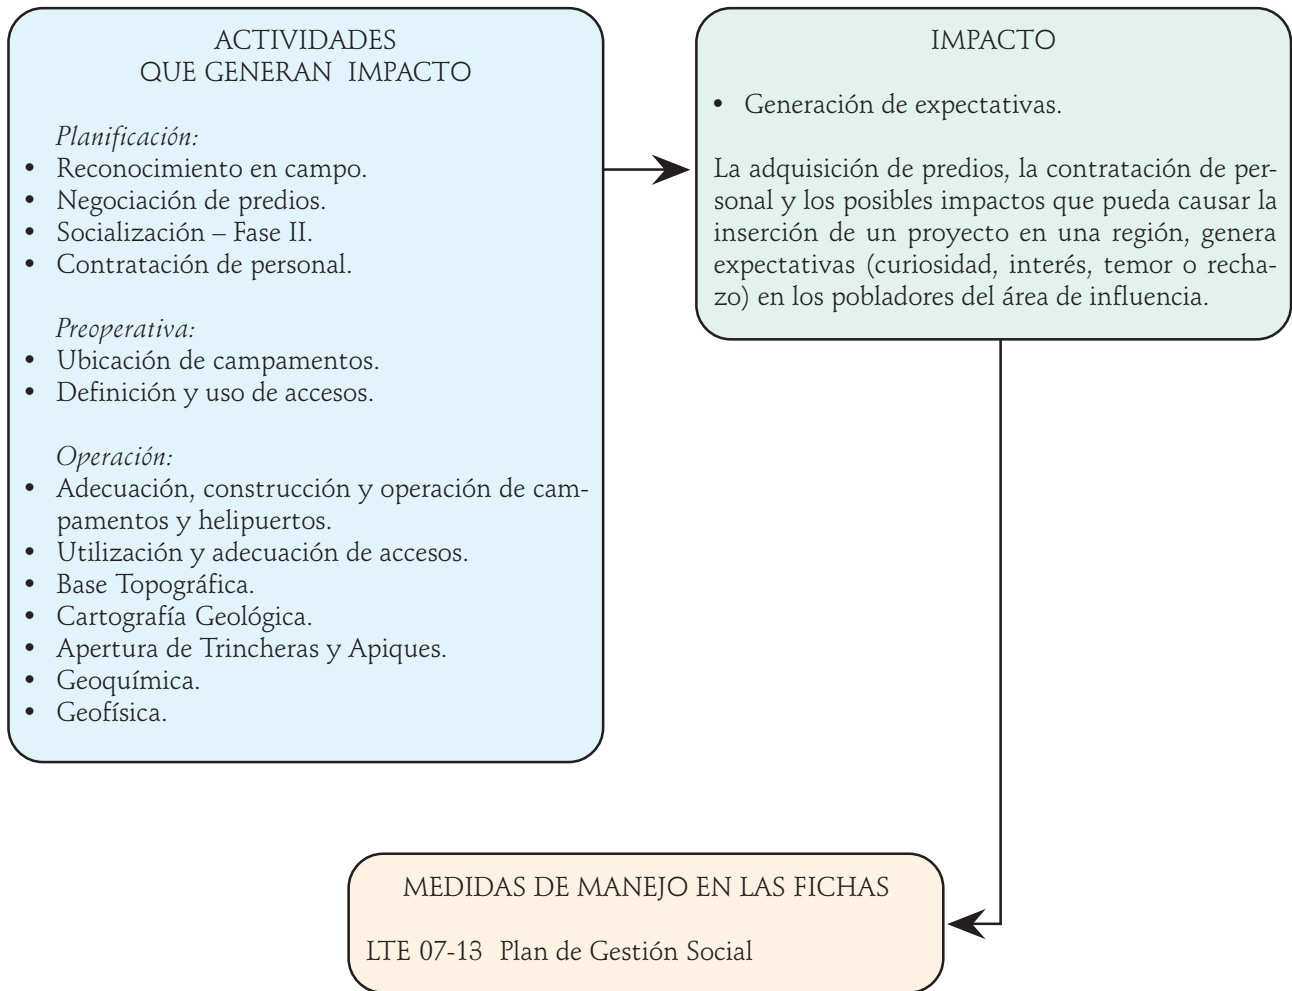 ACTIVIDADES
QUE GENERAN IMPACTO
Planificación:
• Reconocimiento en campo.
• Negociación de predios.
• Socialización – Fase II.
• Contratación de personal.
Preoperativa:
• Ubicación de campamentos.
• Definición y uso de accesos.
Operación:
• Adecuación, construcción y operación de cam-
pamentos y helipuertos.
• Utilización y adecuación de accesos.
• Base Topográfica.
• Cartografía Geológica.
• Apertura de Trincheras y Apiques.
• Geoquímica.
• Geofísica.
IMPACTO
• Generación de expectativas.
La adquisición de predios, la contratación de per-
sonal y los posibles impactos que pueda causar la
inserción de un proyecto en una región, genera
expectativas (curiosidad, interés, temor o recha-
zo) en los pobladores del área de influencia.
MEDIDAS DE MANEJO EN LAS FICHAS
LTE 07-13 Plan de Gestión Social